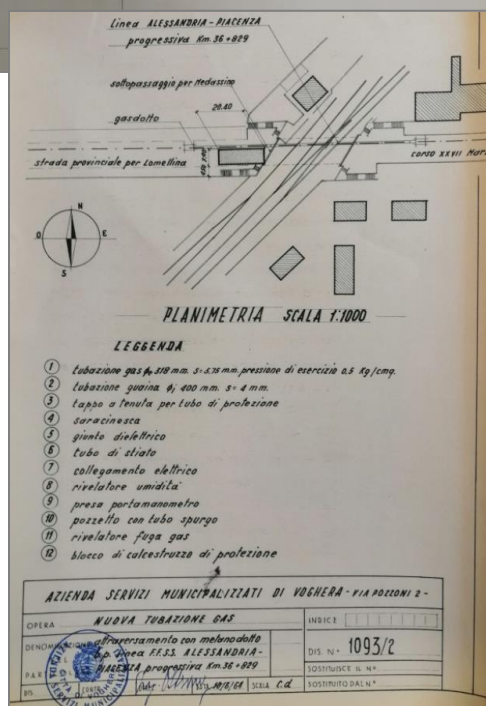 Linea ALESSANDRIA - PIACENZA
progressiva Km. 36+829
sottopassaggio per Medassino
20.40
gasdotto
strada provinciale per Lomellina
corso XXVII Mar
N
O
E
S
PLANIMETRIA SCALA 1:1000
LEGGENDA
1 tubazione gas 318 mm. s=5,75 mm. pressione di esercizio 0,5 Kg/cmq.
2 tubazione guaina ϕi 400 mm. s=4 mm.
3 tappo a tenuta per tubo di protezione
4 saracinesca
5 giunto dielettrico
6 tubo di sfiato
7 collegamento elettrico
8 rivelatore umidità
9 presa portamanometro
10 pozzetto con tubo spurgo
11 rivelatore fuga gas
12 blocco di calcestruzzo di protezione
AZIENDA SERVIZI MUNICIPALIZZATI DI VOGHERA - VIA POZZONI 2 -
OPERA NUOVA TUBAZIONE GAS
INDICE
attraversamento con metanodotto
linea FF.SS. ALESSANDRIA-
PIACENZA progressiva Km. 36+829
DIS. N° 1093/2
SOSTITUISCE IL N°
DIS.
SCALA c.d.
SOSTITUITO DAL N°